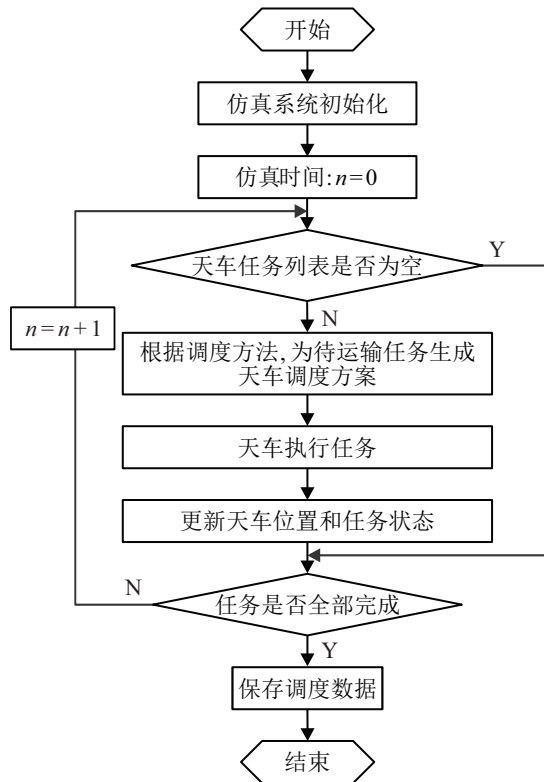 开始
仿真系统初始化
仿真时间:n=0
天车任务列表是否为空
Y
N
n=n+1
根据调度方法,为待运输任务生成
天车调度方案
天车执行任务
更新天车位置和任务状态
N
任务是否全部完成
Y
保存调度数据
结束